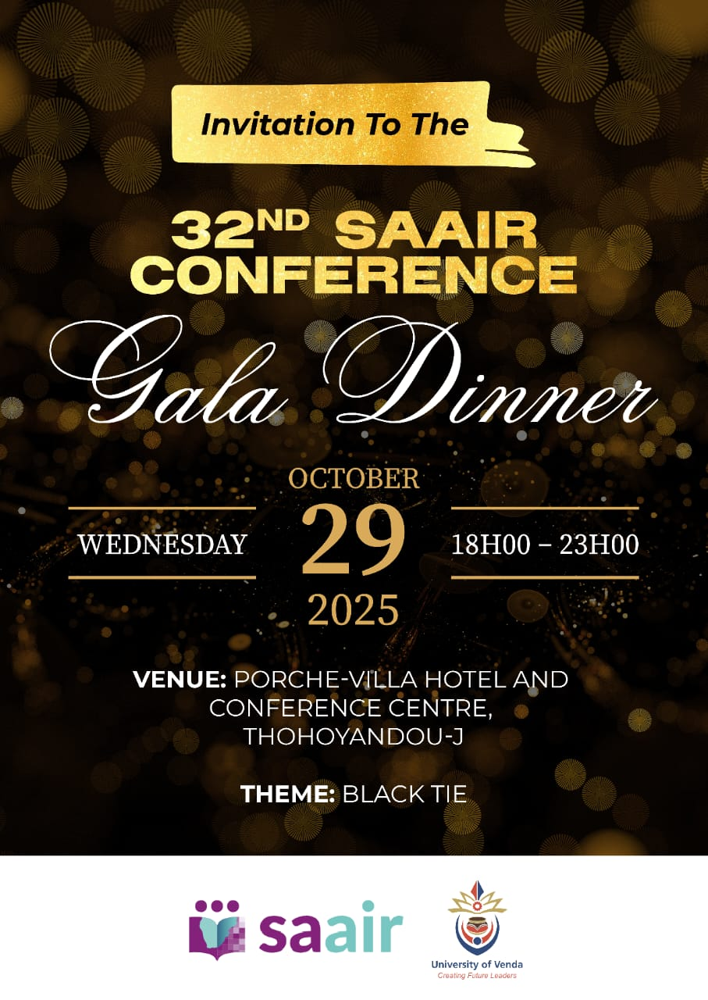 Invitation To The
32ND SAAIR
CONFERENCE
Gala Dinner
OCTOBER
WEDNESDAY
29
18H00 – 23H00
2025
VENUE: PORCHE-VILLA HOTEL AND
CONFERENCE CENTRE,
THOHOYANDOU-J
THEME: BLACK TIE
saair
University of Venda
Creating Future Leaders